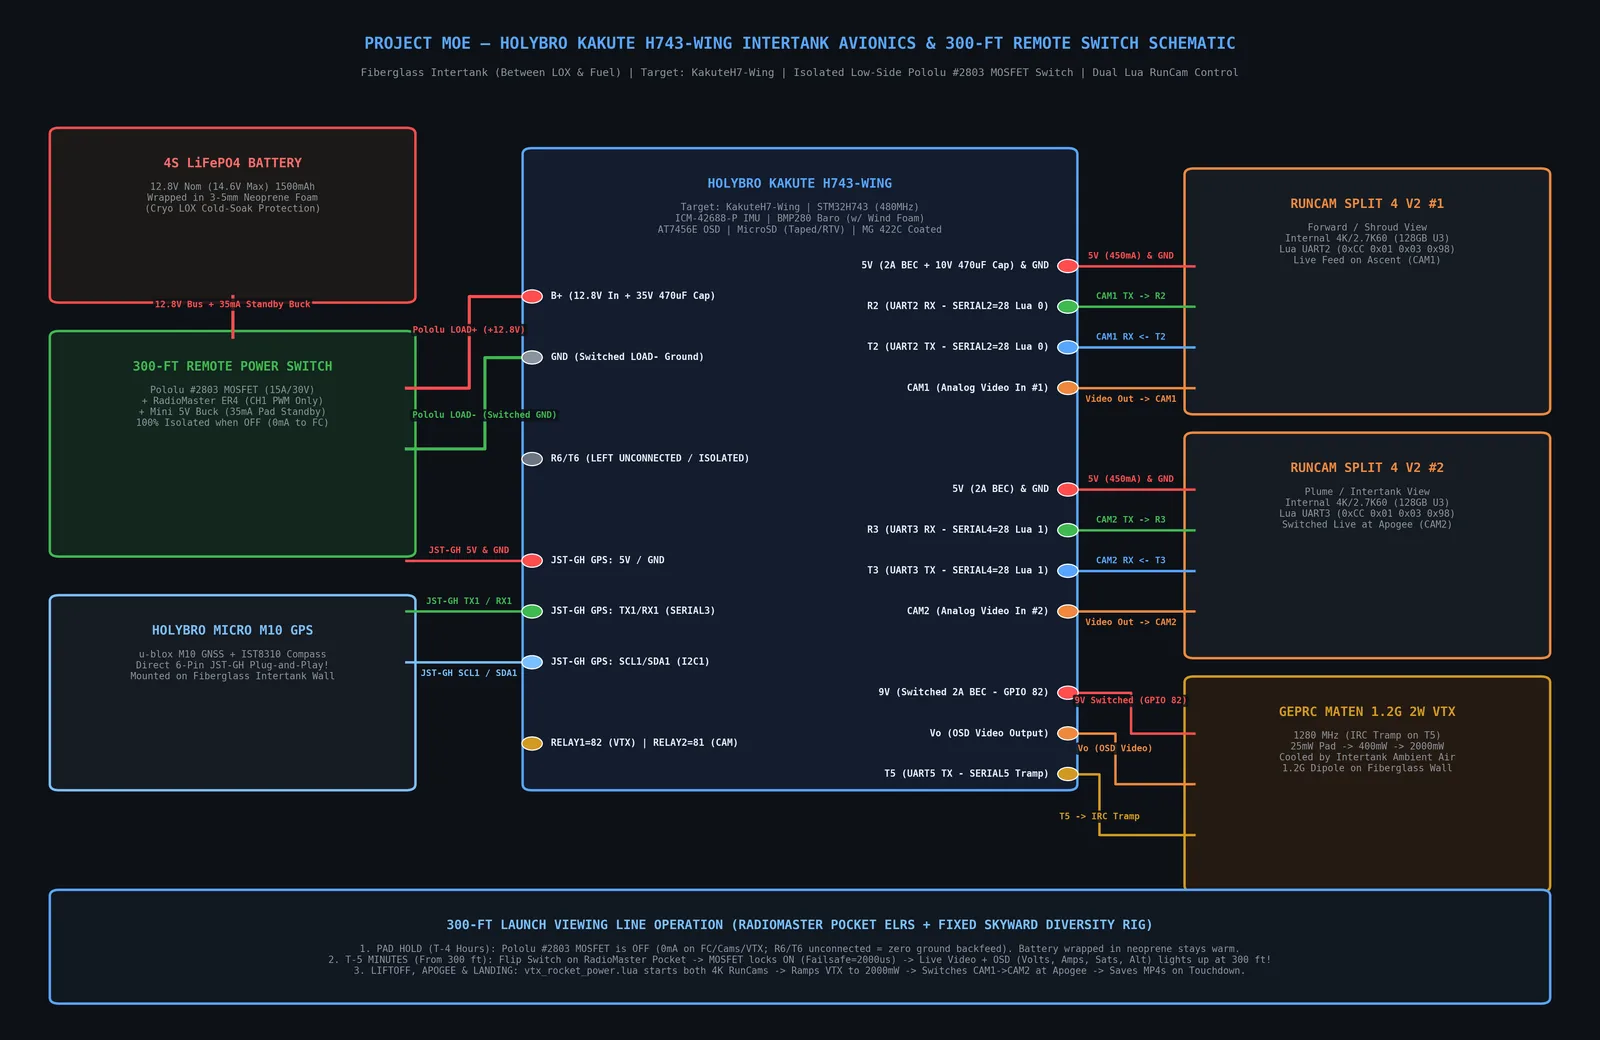 PROJECT MOE — HOLYBRO KAKUTE H743-WING INTERTANK AVIONICS & 300-FT REMOTE SWITCH SCHEMATIC
Fiberglass Intertank (Between LOX & Fuel) | Target: KakuteH7-Wing | Isolated Low-Side Pololu #2803 MOSFET Switch | Dual Lua RunCam Control
4S LiFePO4 BATTERY
12.8V Nom (14.6V Max) 1500mAh
Wrapped in 3-5mm Neoprene Foam
(Cryo LOX Cold-Soak Protection)
12.8V Bus + 35mA Standby Buck
300-FT REMOTE POWER SWITCH
Pololu #2803 MOSFET (15A/30V)
+ RadioMaster ER4 (CH1 PWM Only)
+ Mini 5V Buck (35mA Pad Standby)
100% Isolated when OFF (0mA to FC)
Pololu LOAD+ (+12.8V)
Pololu LOAD- (Switched GND)
JST-GH 5V & GND
JST-GH TX1 / RX1
JST-GH SCL1 / SDA1
HOLYBRO MICRO M10 GPS
u-blox M10 GNSS + IST8310 Compass
Direct 6-Pin JST-GH Plug-and-Play!
Mounted on Fiberglass Intertank Wall
HOLYBRO KAKUTE H743-WING
Target: KakuteH7-Wing | STM32H743 (480MHz)
ICM-42688-P IMU | BMP280 Baro (w/ Wind Foam)
AT7456E OSD | MicroSD (Taped/RTV) | MG 422C Coated
B+ (12.8V In + 35V 470uF Cap)
GND (Switched LOAD- Ground)
R6/T6 (LEFT UNCONNECTED / ISOLATED)
JST-GH GPS: 5V / GND
JST-GH GPS: TX1/RX1 (SERIAL3)
JST-GH GPS: SCL1/SDA1 (I2C1)
RELAY1=82 (VTX) | RELAY2=81 (CAM)
5V (2A BEC + 10V 470uF Cap) & GND
R2 (UART2 RX - SERIAL2=28 Lua 0)
T2 (UART2 TX - SERIAL2=28 Lua 0)
CAM1 (Analog Video In #1)
5V (2A BEC) & GND
R3 (UART3 RX - SERIAL4=28 Lua 1)
T3 (UART3 TX - SERIAL4=28 Lua 1)
CAM2 (Analog Video In #2)
9V (Switched 2A BEC - GPIO 82)
Vo (OSD Video Output)
T5 (UART5 TX - SERIAL5 Tramp)
5V (450mA) & GND
CAM1 TX -> R2
CAM1 RX <- T2
Video Out -> CAM1
5V (450mA) & GND
CAM2 TX -> R3
CAM2 RX <- T3
Video Out -> CAM2
9V Switched (GPIO 82)
Vo (OSD Video)
T5 -> IRC Tramp
RUNCAM SPLIT 4 V2 #1
Forward / Shroud View
Internal 4K/2.7K60 (128GB U3)
Lua UART2 (0xCC 0x01 0x03 0x98)
Live Feed on Ascent (CAM1)
RUNCAM SPLIT 4 V2 #2
Plume / Intertank View
Internal 4K/2.7K60 (128GB U3)
Lua UART3 (0xCC 0x01 0x03 0x98)
Switched Live at Apogee (CAM2)
GEPRC MATEN 1.2G 2W VTX
1280 MHz (IRC Tramp on T5)
25mW Pad -> 400mW -> 2000mW
Cooled by Intertank Ambient Air
1.2G Dipole on Fiberglass Wall
300-FT LAUNCH VIEWING LINE OPERATION (RADIOMASTER POCKET ELRS + FIXED SKYWARD DIVERSITY RIG)
1. PAD HOLD (T-4 Hours): Pololu #2803 MOSFET is OFF (0mA on FC/Cams/VTX; R6/T6 unconnected = zero ground backfeed). Battery wrapped in neoprene stays warm.
2. T-5 MINUTES (From 300 ft): Flip Switch on RadioMaster Pocket -> MOSFET locks ON (Failsafe=2000us) -> Live Video + OSD (Volts, Amps, Sats, Alt) lights up at 300 ft!
3. LIFTOFF, APOGEE & LANDING: vtx_rocket_power.lua starts both 4K RunCams -> Ramps VTX to 2000mW -> Switches CAM1->CAM2 at Apogee -> Saves MP4s on Touchdown.